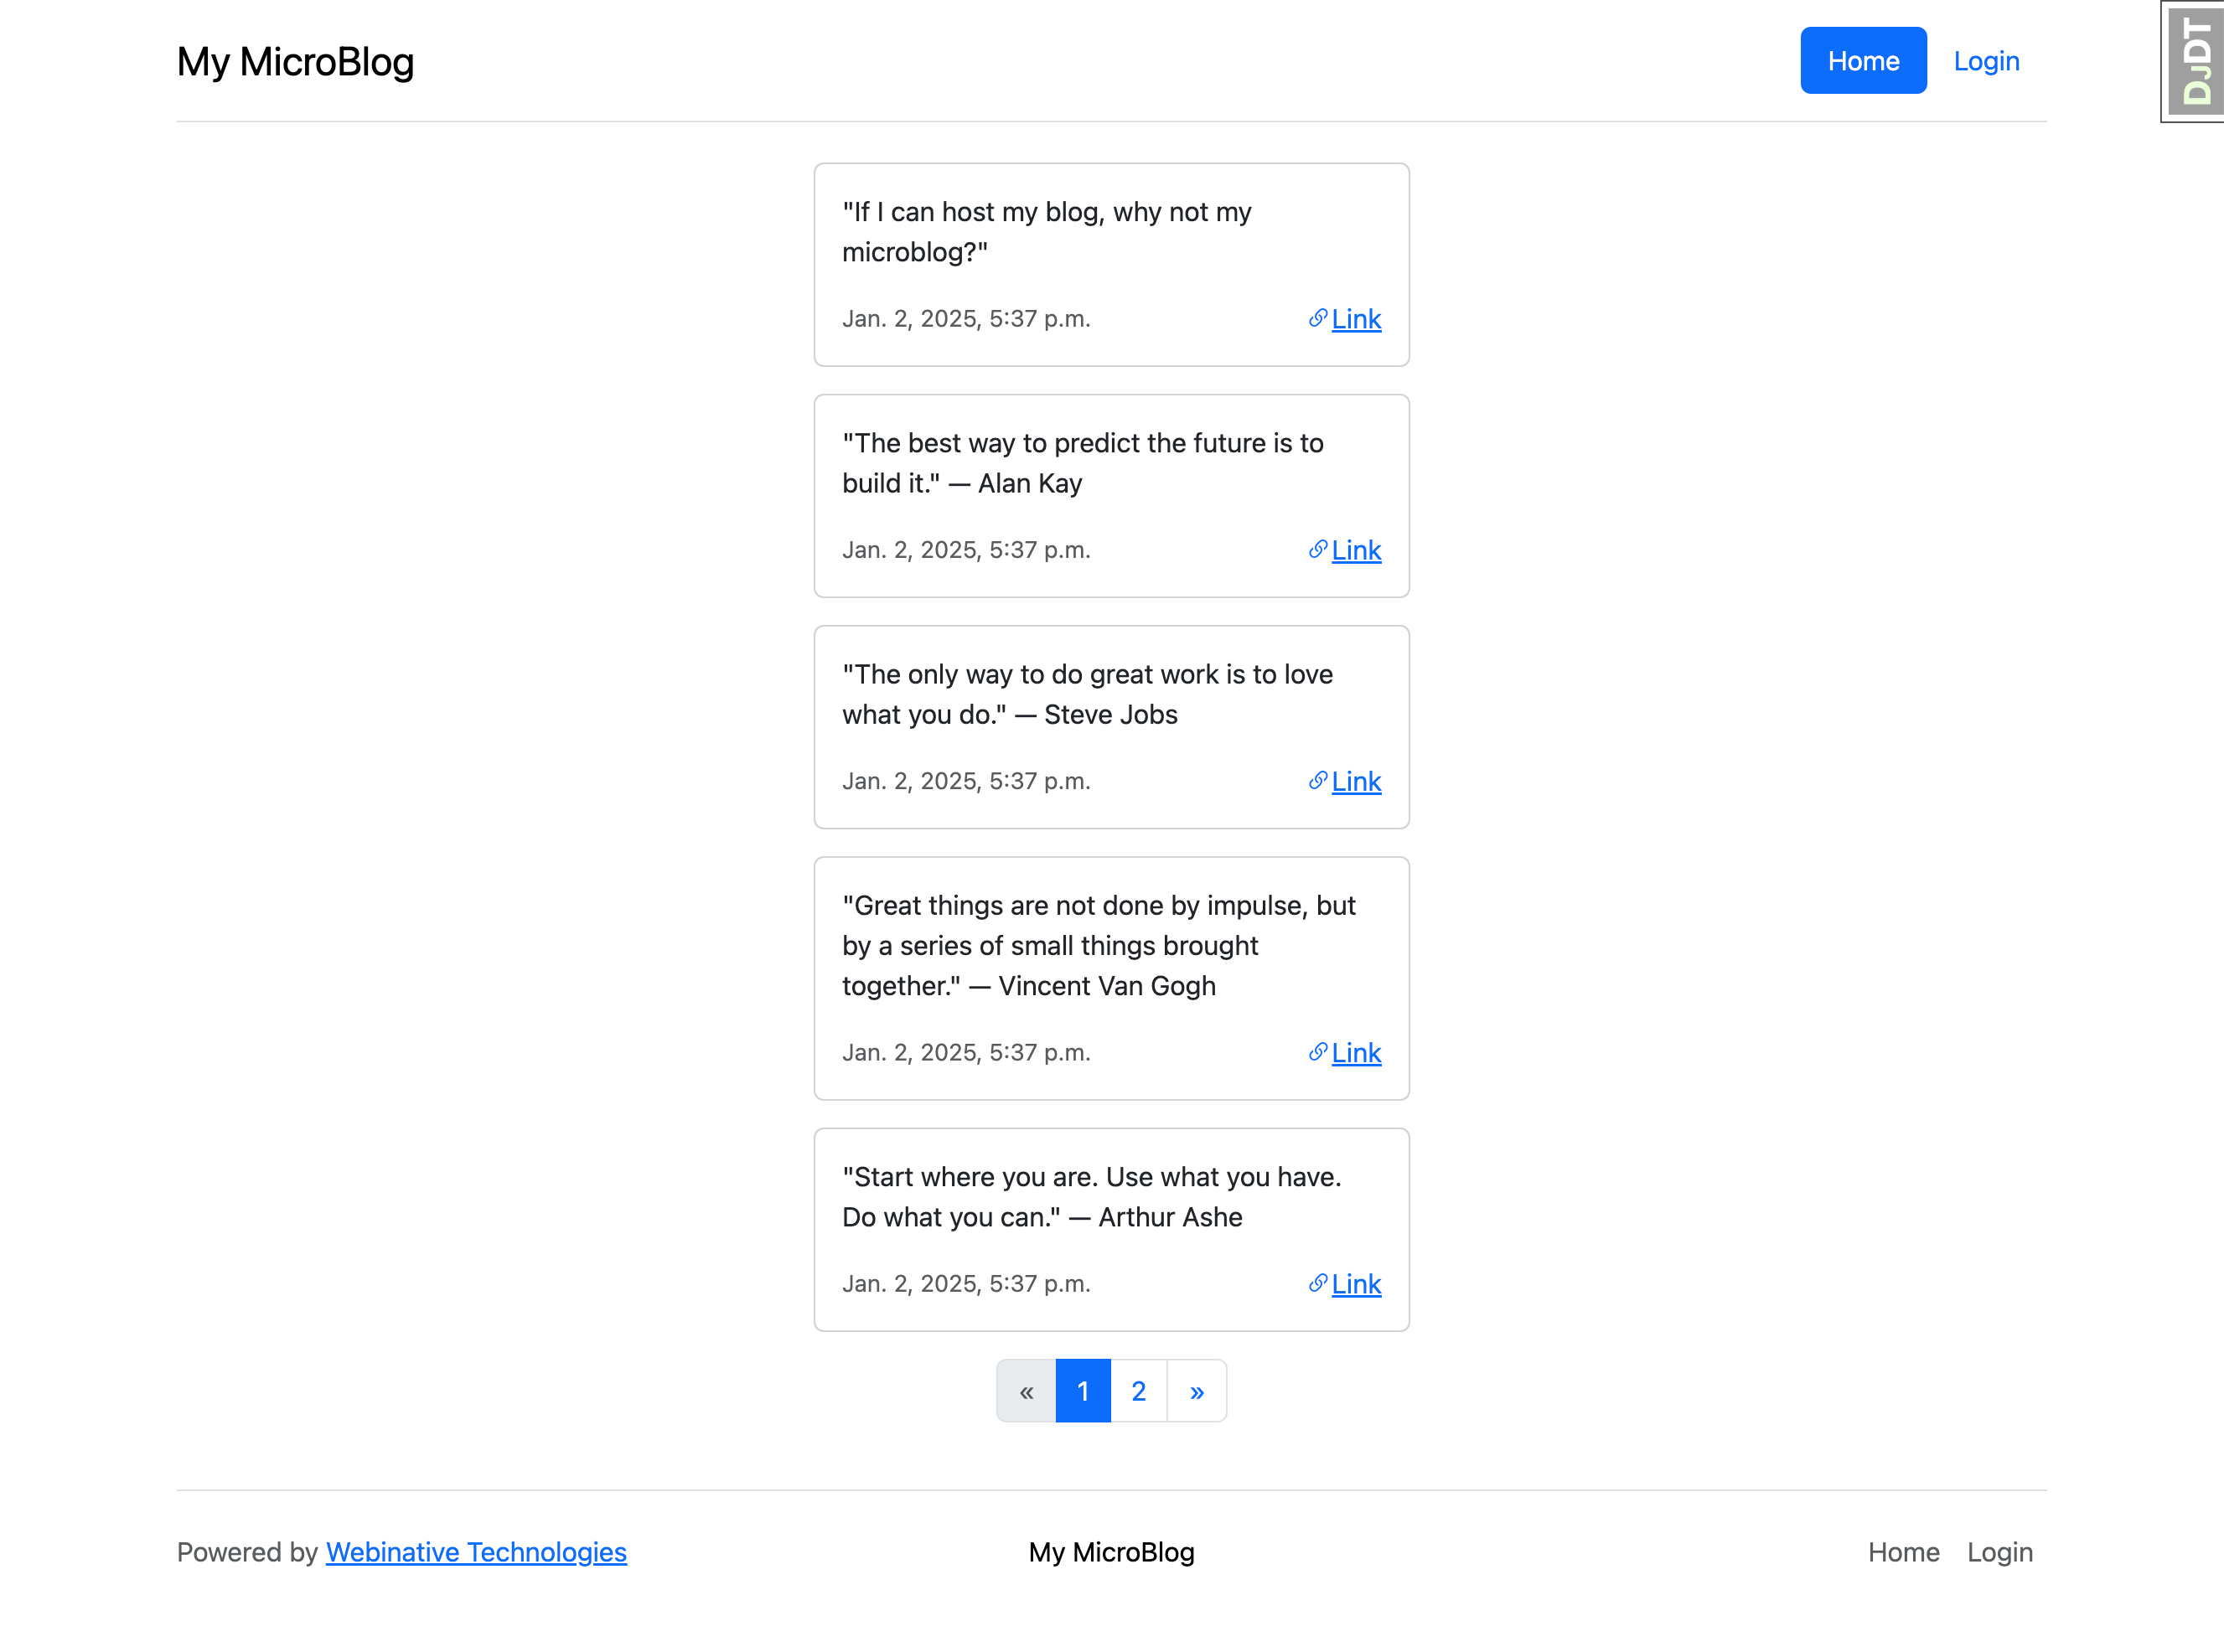 My MicroBlog
Home
Login
DJDT
"If I can host my blog, why not my
microblog?"
Jan. 2, 2025, 5:37 p.m.
Link
"The best way to predict the future is to
build it." — Alan Kay
Jan. 2, 2025, 5:37 p.m.
Link
"The only way to do great work is to love
what you do." — Steve Jobs
Jan. 2, 2025, 5:37 p.m.
Link
"Great things are not done by impulse, but
by a series of small things brought
together." — Vincent Van Gogh
Jan. 2, 2025, 5:37 p.m.
Link
"Start where you are. Use what you have.
Do what you can." — Arthur Ashe
Jan. 2, 2025, 5:37 p.m.
Link
« 1 2 »
Powered by Webinative Technologies
My MicroBlog
Home
Login